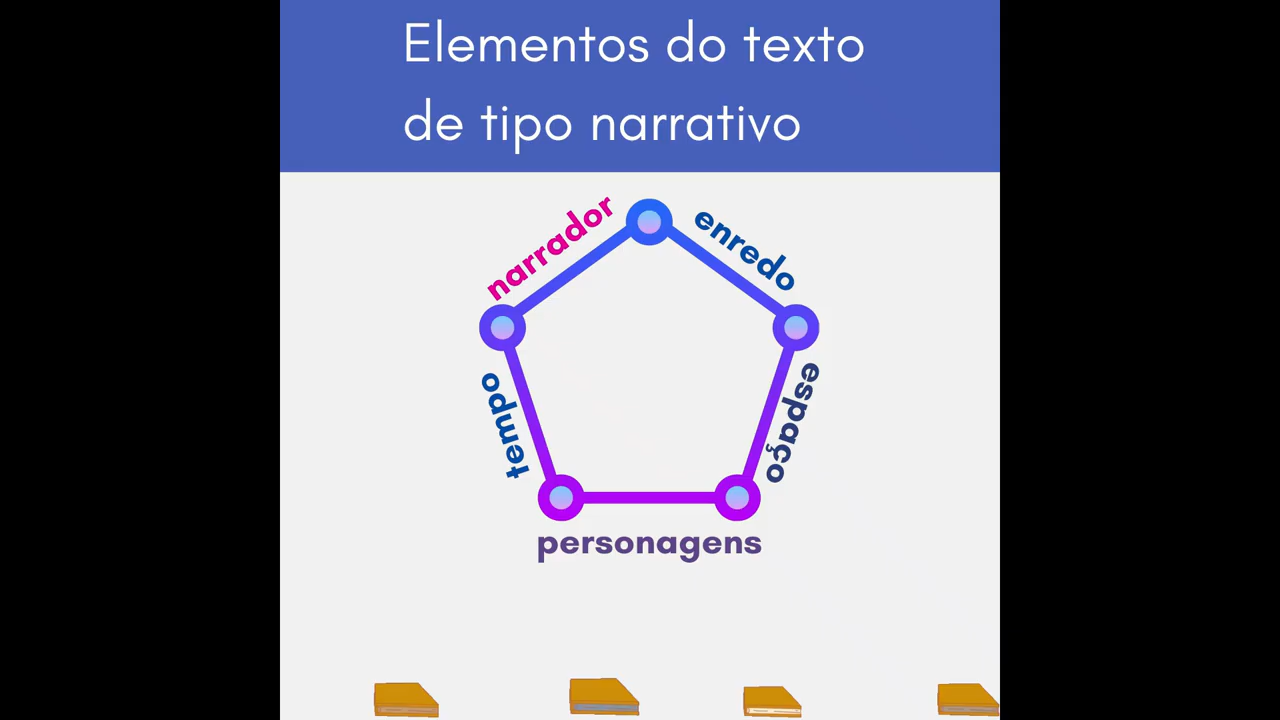 Elementos do texto
de tipo narrativo
narrador
enredo
tempo
espaço
personagens